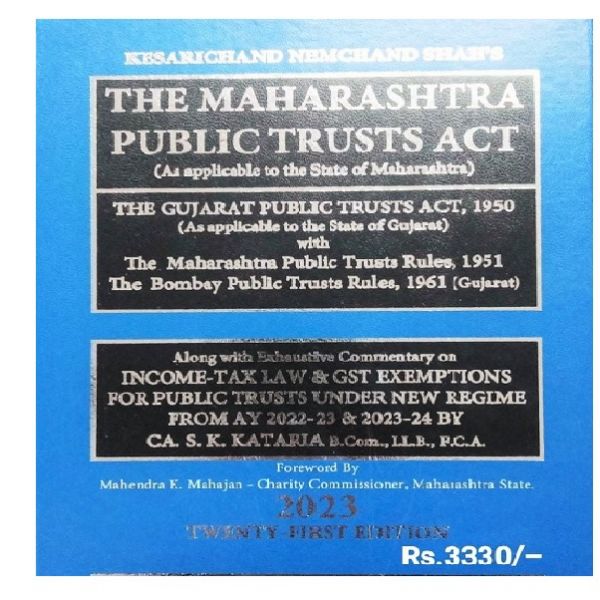 KESARICHAND NEMCHAND SHAH'S
THE MAHARASHTRA
PUBLIC TRUSTS ACT
(As applicable to the State of Maharashtra)
THE GUJARAT PUBLIC TRUSTS ACT, 1950
(As applicable to the State of Gujarat)
with
The Maharashtra Public Trusts Rules, 1951
The Bombay Public Trusts Rules, 1961 (Gujarat)
Along with Exhaustive Commentary on
INCOME-TAX LAW & GST EXEMPTIONS
FOR PUBLIC TRUSTS UNDER NEW REGIME
FROM AY 2022-23 & 2023-24 BY
CA. S. K. KATARIA B.Com., LL.B., F.C.A.
Foreword By
Mahendra K. Mahajan – Charity Commissioner, Maharashtra State.
2023
TWENTY-FIRST EDITION
Rs.3330/–